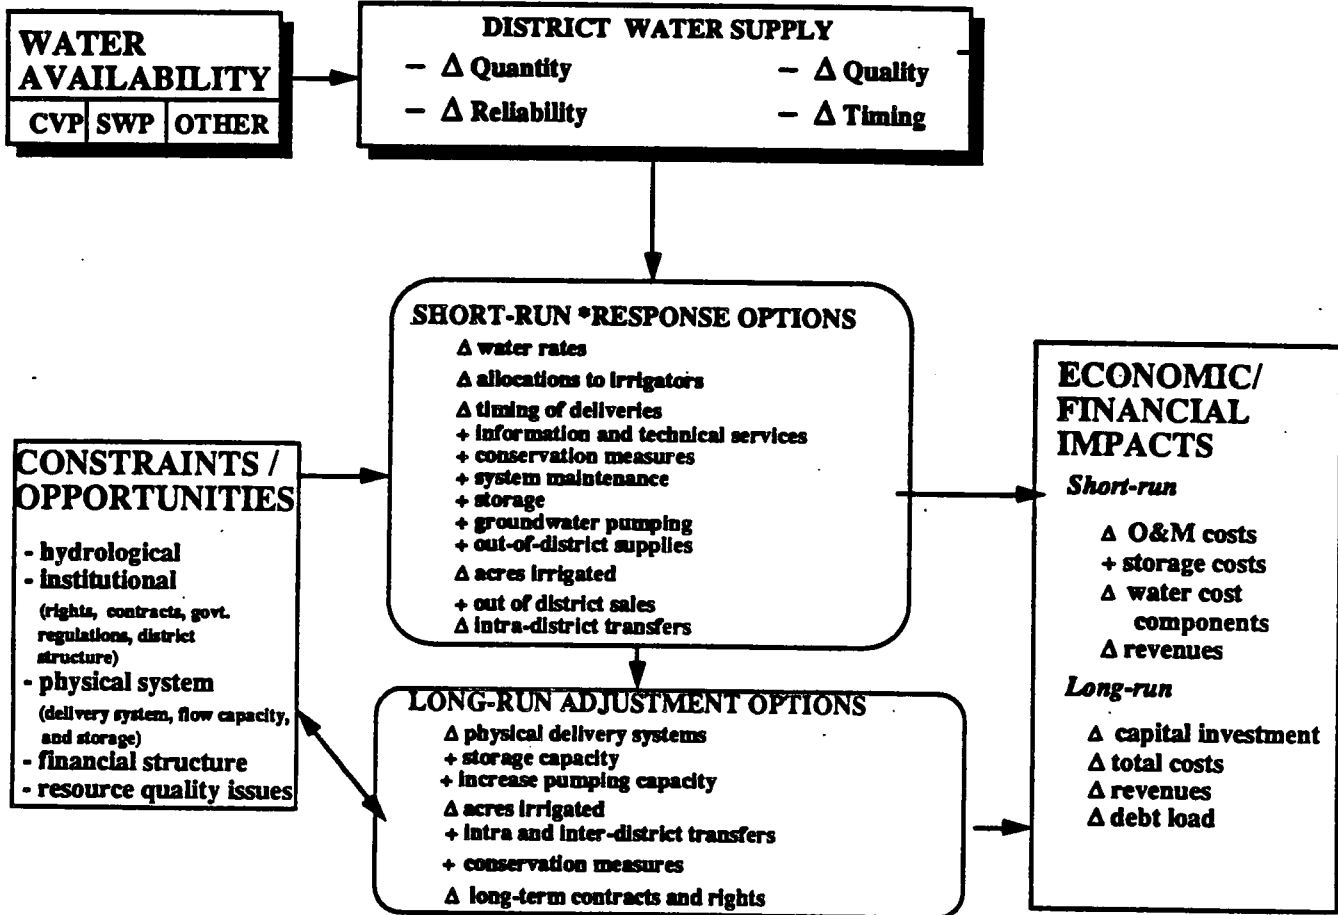 WATER
AVAILABILITY
CVP SWP OTHER
DISTRICT WATER SUPPLY
– Δ Quantity – Δ Quality
– Δ Reliability – Δ Timing
SHORT-RUN *RESPONSE OPTIONS
Δ water rates
Δ allocations to irrigators
Δ timing of deliveries
+ information and technical services
+ conservation measures
+ system maintenance
+ storage
+ groundwater pumping
+ out-of-district supplies
Δ acres irrigated
+ out of district sales
Δ intra-district transfers
CONSTRAINTS /
OPPORTUNITIES
- hydrological
- institutional
(rights, contracts, govt.
regulations, district
structure)
- physical system
(delivery system, flow capacity,
and storage)
- financial structure
- resource quality issues
LONG-RUN ADJUSTMENT OPTIONS
Δ physical delivery systems
+ storage capacity
+ increase pumping capacity
Δ acres irrigated
+ intra and inter-district transfers
+ conservation measures
Δ long-term contracts and rights
ECONOMIC/
FINANCIAL
IMPACTS
Short-run
Δ O&M costs
+ storage costs
Δ water cost
components
Δ revenues
Long-run
Δ capital investment
Δ total costs
Δ revenues
Δ debt load